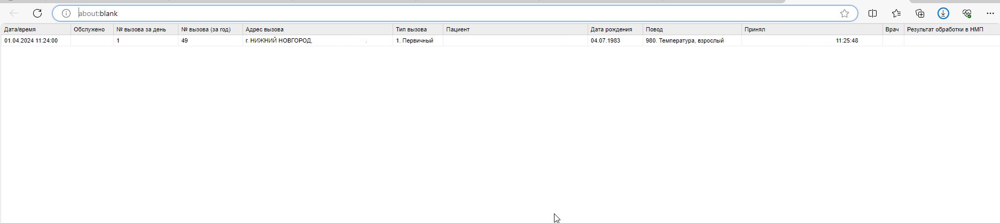 about:blank
Дата/время Обслужено № вызова за день № вызова (за год) Адрес вызова Тип вызова Пациент Дата рождения Повод Принял Врач Результат обработки в НМП
01.04.2024 11:24:00 1 49 г. НИЖНИЙ НОВГОРОД, 1. Первичный 04.07.1983 980. Температура, взрослый 11:25:48